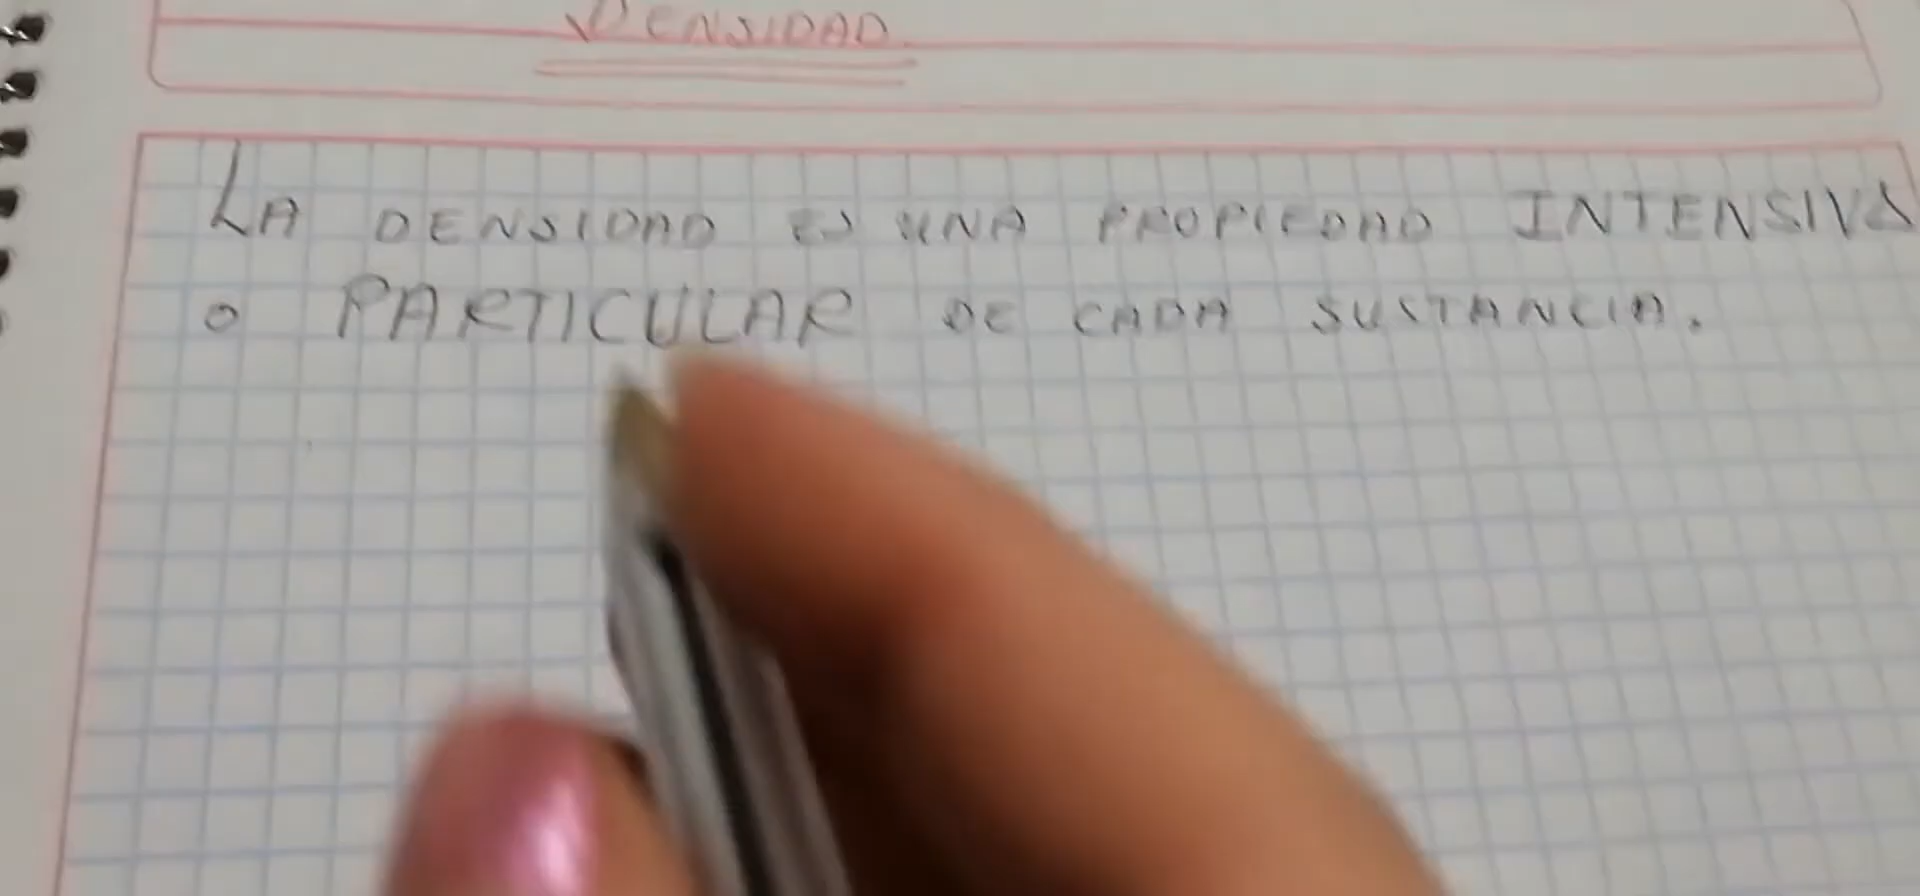 DENSIDAD
LA DENSIDAD ES UNA PROPIEDAD INTENSIVA
O PARTICULAR DE CADA SUSTANCIA.